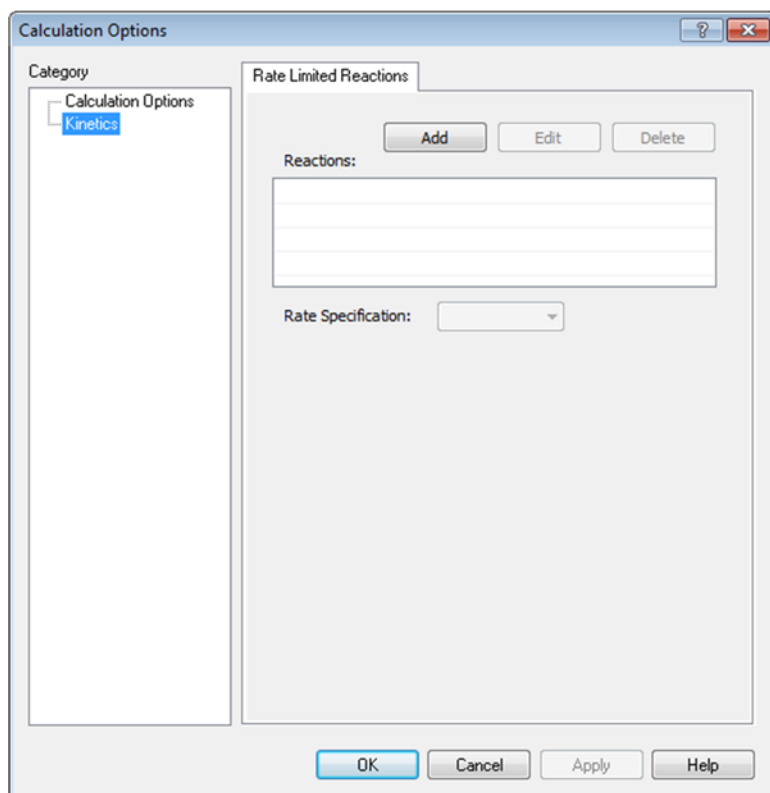 Calculation Options
Category
Calculation Options
Kinetics
Rate Limited Reactions
Add Edit Delete
Reactions:
Rate Specification:
OK Cancel Apply Help